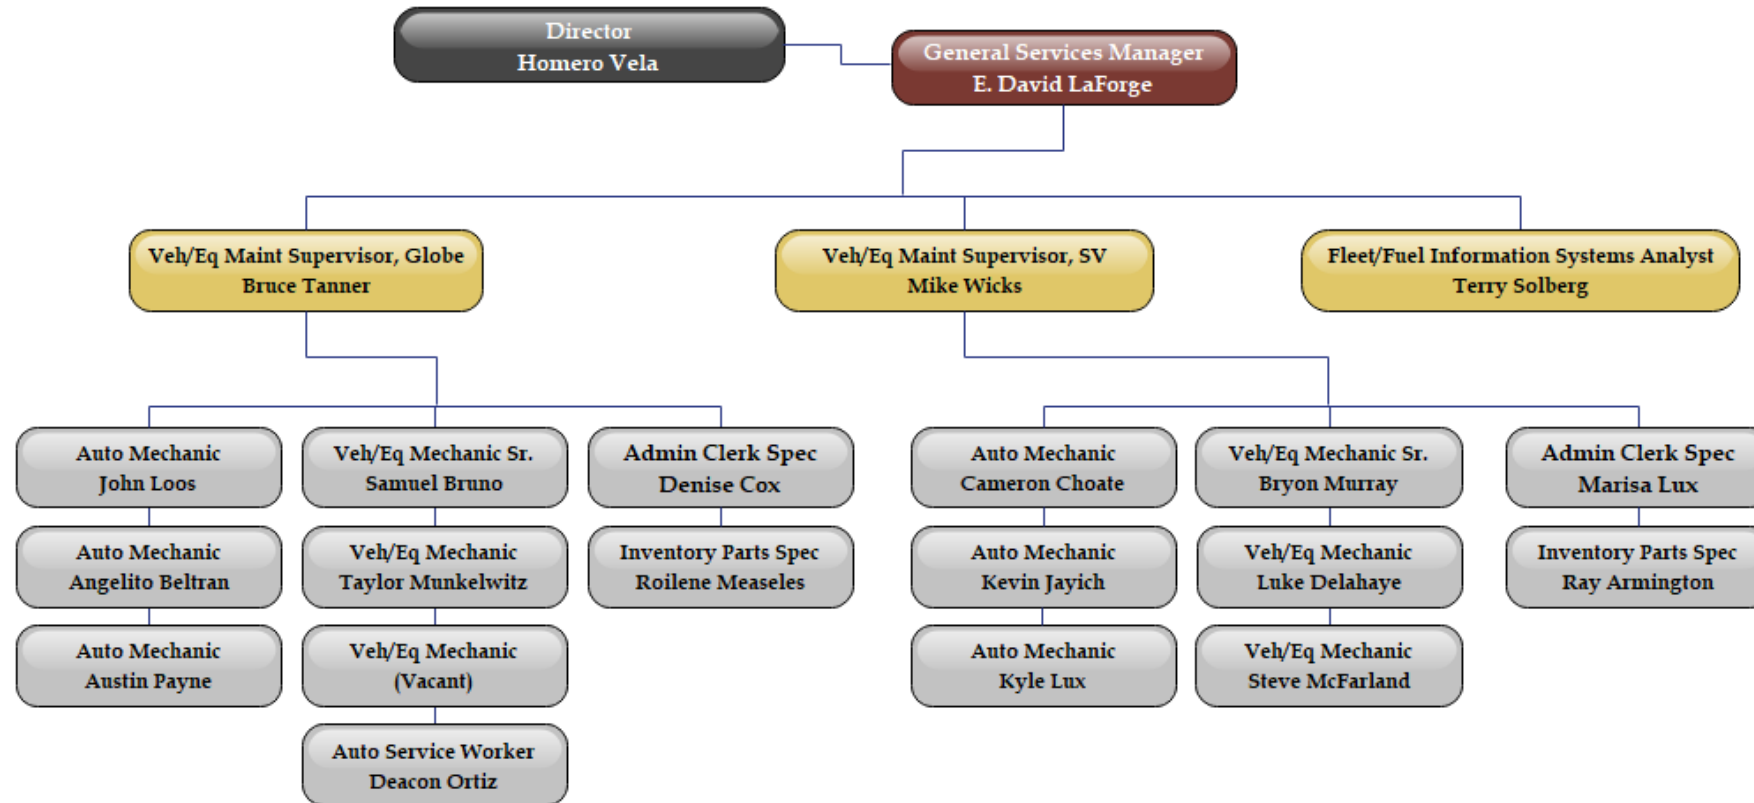 Director
Homero Vela
General Services Manager
E. David LaForge
Veh/Eq Maint Supervisor, Globe
Bruce Tanner
Veh/Eq Maint Supervisor, SV
Mike Wicks
Fleet/Fuel Information Systems Analyst
Terry Solberg
Auto Mechanic
John Loos
Veh/Eq Mechanic Sr.
Samuel Bruno
Admin Clerk Spec
Denise Cox
Auto Mechanic
Cameron Choate
Veh/Eq Mechanic Sr.
Bryon Murray
Admin Clerk Spec
Marisa Lux
Auto Mechanic
Angelito Beltran
Veh/Eq Mechanic
Taylor Munkelwitz
Inventory Parts Spec
Roilene Measeles
Auto Mechanic
Kevin Jayich
Veh/Eq Mechanic
Luke Delahaye
Inventory Parts Spec
Ray Armington
Auto Mechanic
Austin Payne
Veh/Eq Mechanic
(Vacant)
Auto Mechanic
Kyle Lux
Veh/Eq Mechanic
Steve McFarland
Auto Service Worker
Deacon Ortiz